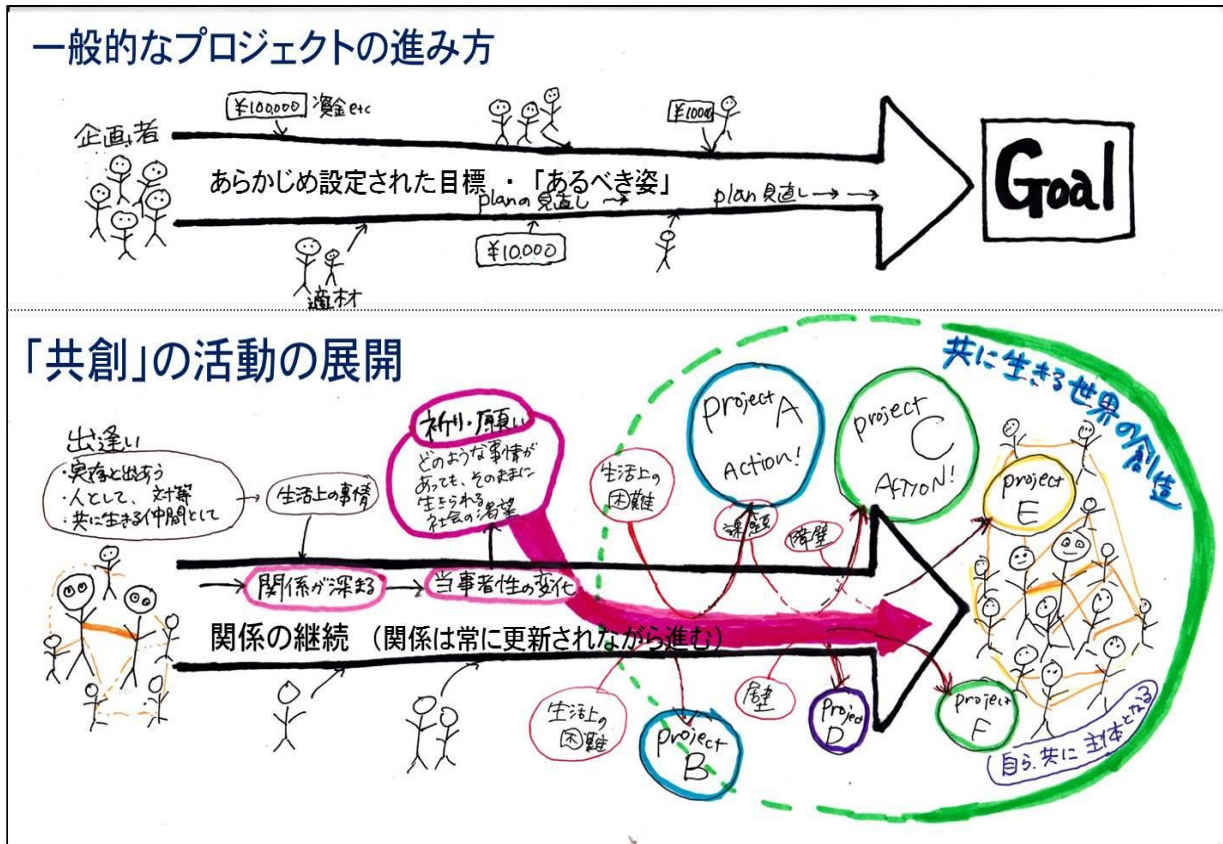 一般的なプロジェクトの進み方
¥100,000 資金etc
¥1000
企画者
あらかじめ設定された目標 ・ 「あるべき姿」
planの見直し → plan見直し → →
Goal
¥10,000
適材
「共創」の活動の展開
共に生きる世界の創造
出逢い
・実存と出あう
・人として、対等
・共に生きる仲間として
生活上の事情
祈り・願い
どのような事情が
あっても、そのままに
生きられる
社会の渇望
生活上の
困難
project A
Action!
project
C
ACTION!
project
E
課題
障壁
関係が深まる
当事者性の変化
関係の継続 （関係は常に更新されながら進む）
生活上の
困難
project
B
project
D
project
F
自ら、共に主体となる